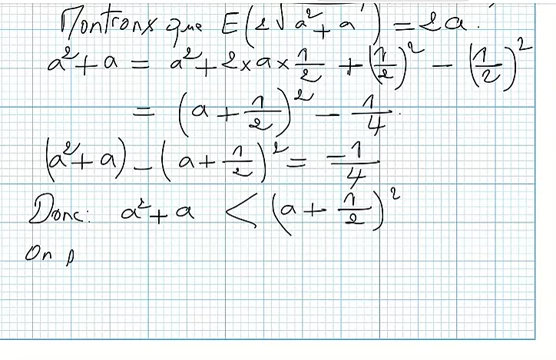 Montrons que E(2√(a²+a)) = 2a.
a²+a = a²+2×a×1/2 + (1/2)² − (1/2)²
= (a + 1/2)² − 1/4.
(a²+a) − (a + 1/2)² = −1/4
Donc: a²+a < (a + 1/2)²
On p